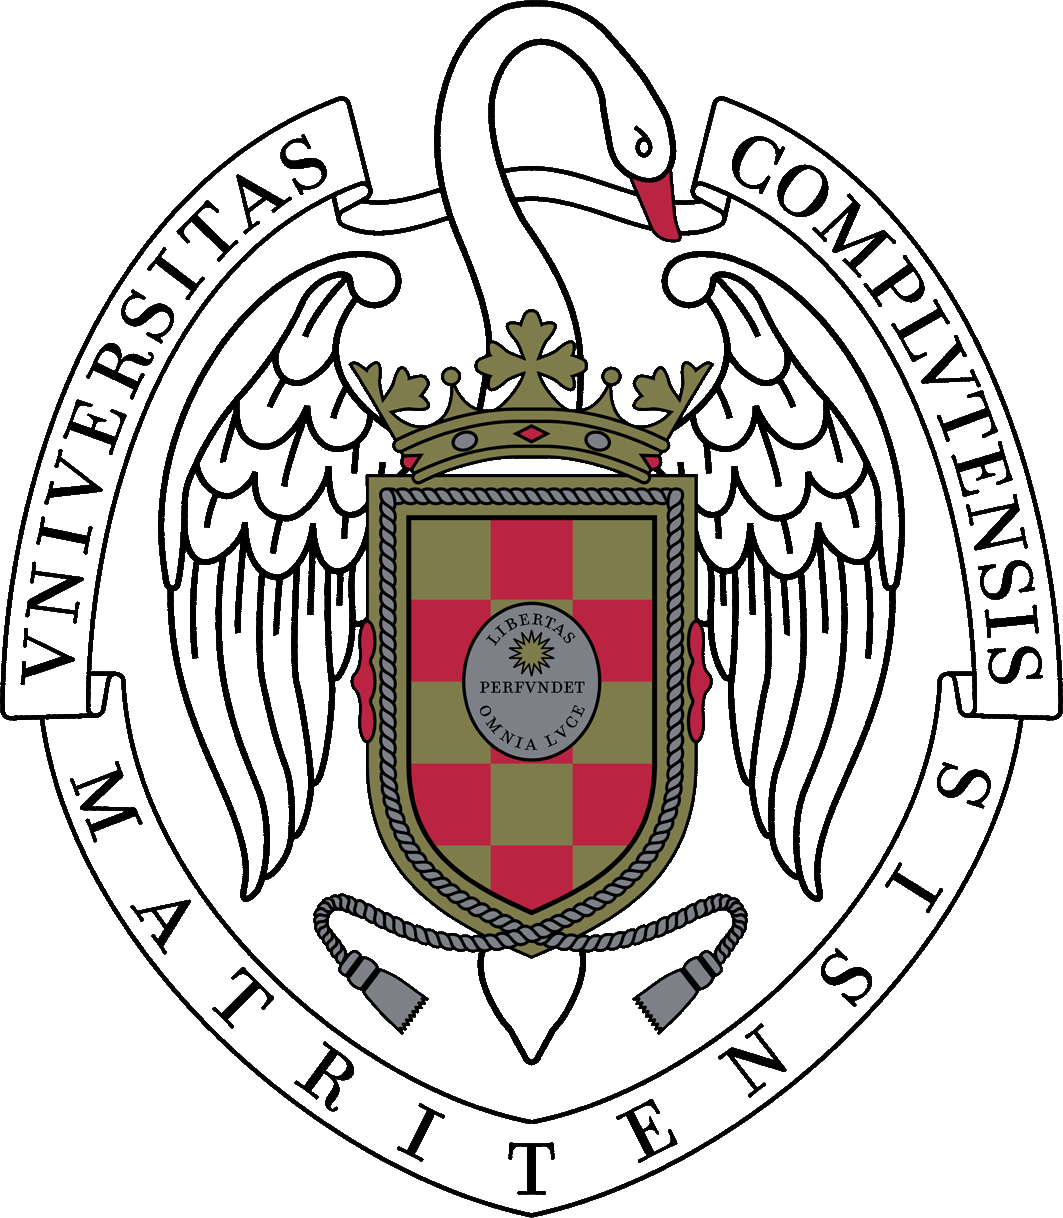 VNIVERSITAS
COMPLVTENSIS
MATRITENSIS
LIBERTAS
PERFVNDET
OMNIA LVCE